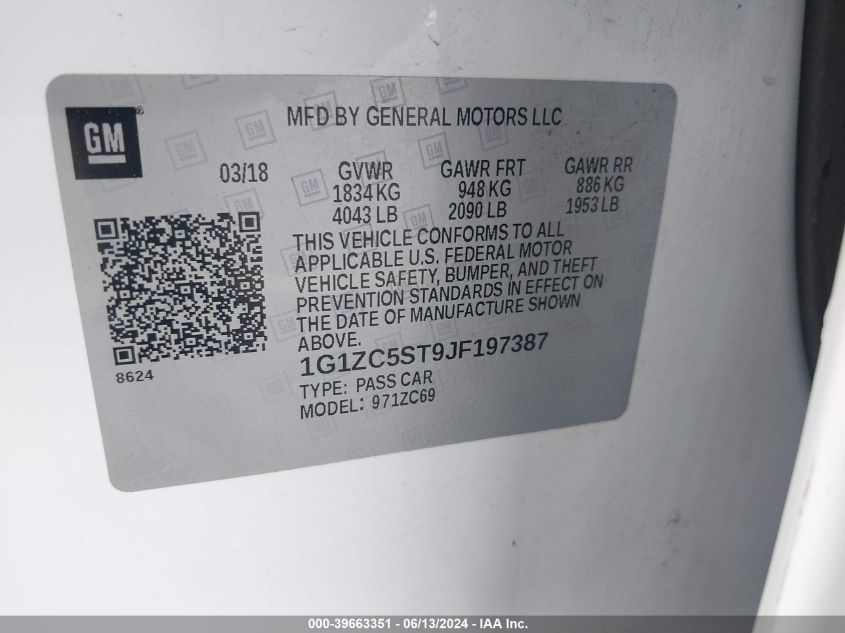 GM
MFD BY GENERAL MOTORS LLC
03/18 GVWR GAWR FRT GAWR RR
1834 KG 948 KG 886 KG
4043 LB 2090 LB 1953 LB
THIS VEHICLE CONFORMS TO ALL
APPLICABLE U.S. FEDERAL MOTOR
VEHICLE SAFETY, BUMPER, AND THEFT
PREVENTION STANDARDS IN EFFECT ON
THE DATE OF MANUFACTURE SHOWN
ABOVE.
8624
1G1ZC5ST9JF197387
TYPE: PASS CAR
MODEL: 971ZC69
000-39663351 - 06/13/2024 - IAA Inc.